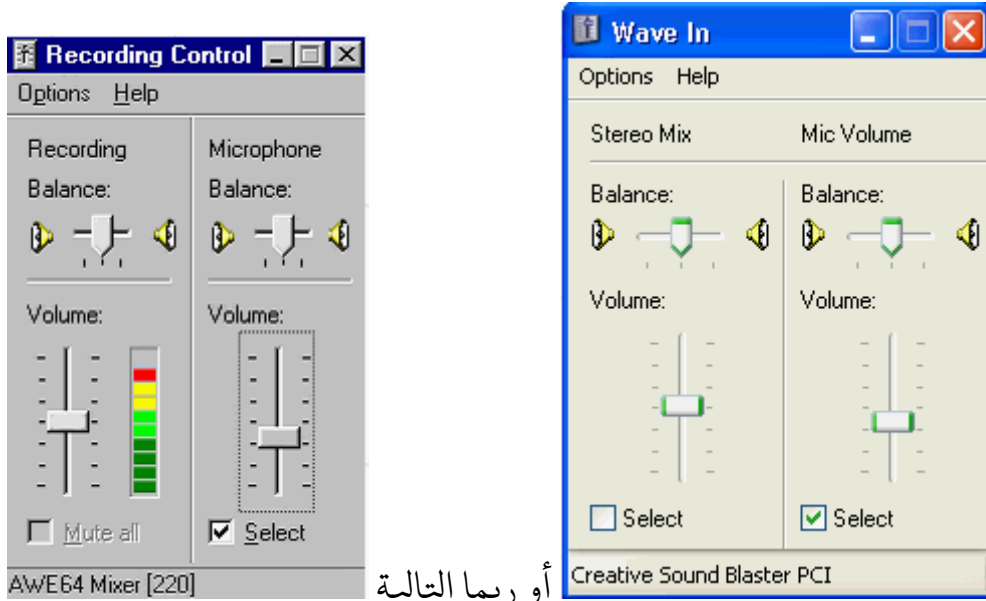 Recording Control
Options Help
Recording Microphone
Balance: Balance:
Volume: Volume:
Mute all Select
AWE64 Mixer [220]
أو ربما التالية
Wave In
Options Help
Stereo Mix Mic Volume
Balance: Balance:
Volume: Volume:
Select Select
Creative Sound Blaster PCI